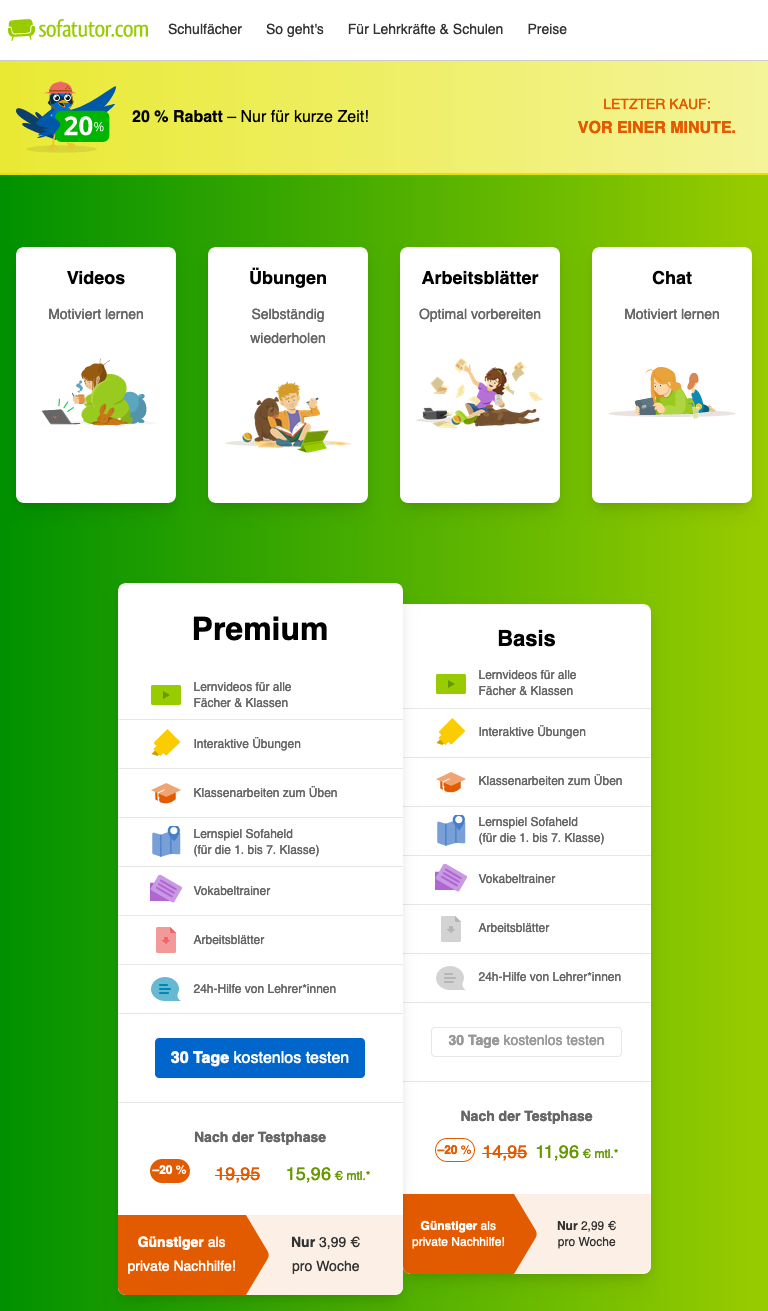 sofatutor.com
Schulfächer
So geht's
Für Lehrkräfte & Schulen
Preise
20%
20 % Rabatt – Nur für kurze Zeit!
LETZTER KAUF:
VOR EINER MINUTE.
Videos
Motiviert lernen
Übungen
Selbständig
wiederholen
Arbeitsblätter
Optimal vorbereiten
Chat
Motiviert lernen
Premium
Lernvideos für alle
Fächer & Klassen
Interaktive Übungen
Klassenarbeiten zum Üben
Lernspiel Sofaheld
(für die 1. bis 7. Klasse)
Vokabeltrainer
Arbeitsblätter
24h-Hilfe von Lehrer*innen
30 Tage kostenlos testen
Nach der Testphase
–20 % 19,95 15,96 € mtl.*
Günstiger als
private Nachhilfe!
Nur 3,99 €
pro Woche
Basis
Lernvideos für alle
Fächer & Klassen
Interaktive Übungen
Klassenarbeiten zum Üben
Lernspiel Sofaheld
(für die 1. bis 7. Klasse)
Vokabeltrainer
Arbeitsblätter
24h-Hilfe von Lehrer*innen
30 Tage kostenlos testen
Nach der Testphase
–20 % 14,95 11,96 € mtl.*
Günstiger als
private Nachhilfe!
Nur 2,99 €
pro Woche